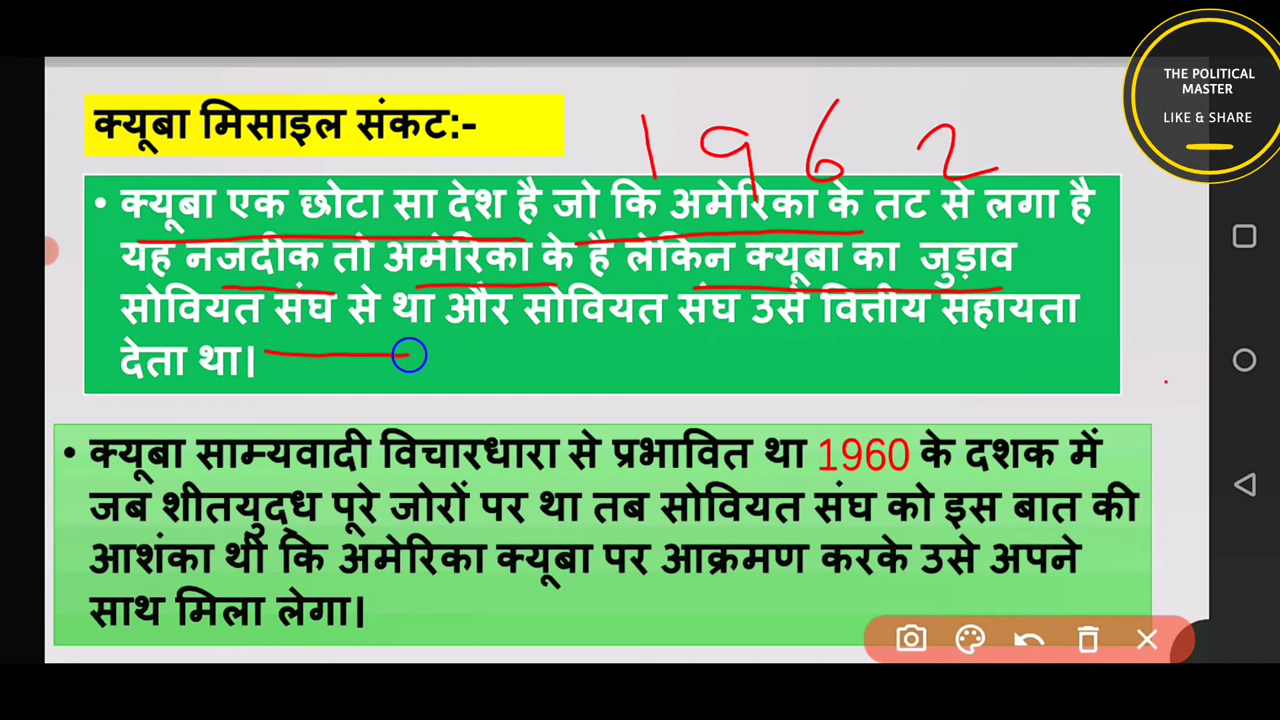 THE POLITICAL
MASTER
LIKE & SHARE
क्यूबा मिसाइल संकट:-
1962
• क्यूबा एक छोटा सा देश है जो कि अमेरिका के तट से लगा है
यह नजदीक तो अमेरिका के है लेकिन क्यूबा का जुड़ाव
सोवियत संघ से था और सोवियत संघ उसे वित्तीय सहायता
देता था।
• क्यूबा साम्यवादी विचारधारा से प्रभावित था 1960 के दशक में
जब शीतयुद्ध पूरे जोरों पर था तब सोवियत संघ को इस बात की
आशंका थी कि अमेरिका क्यूबा पर आक्रमण करके उसे अपने
साथ मिला लेगा।